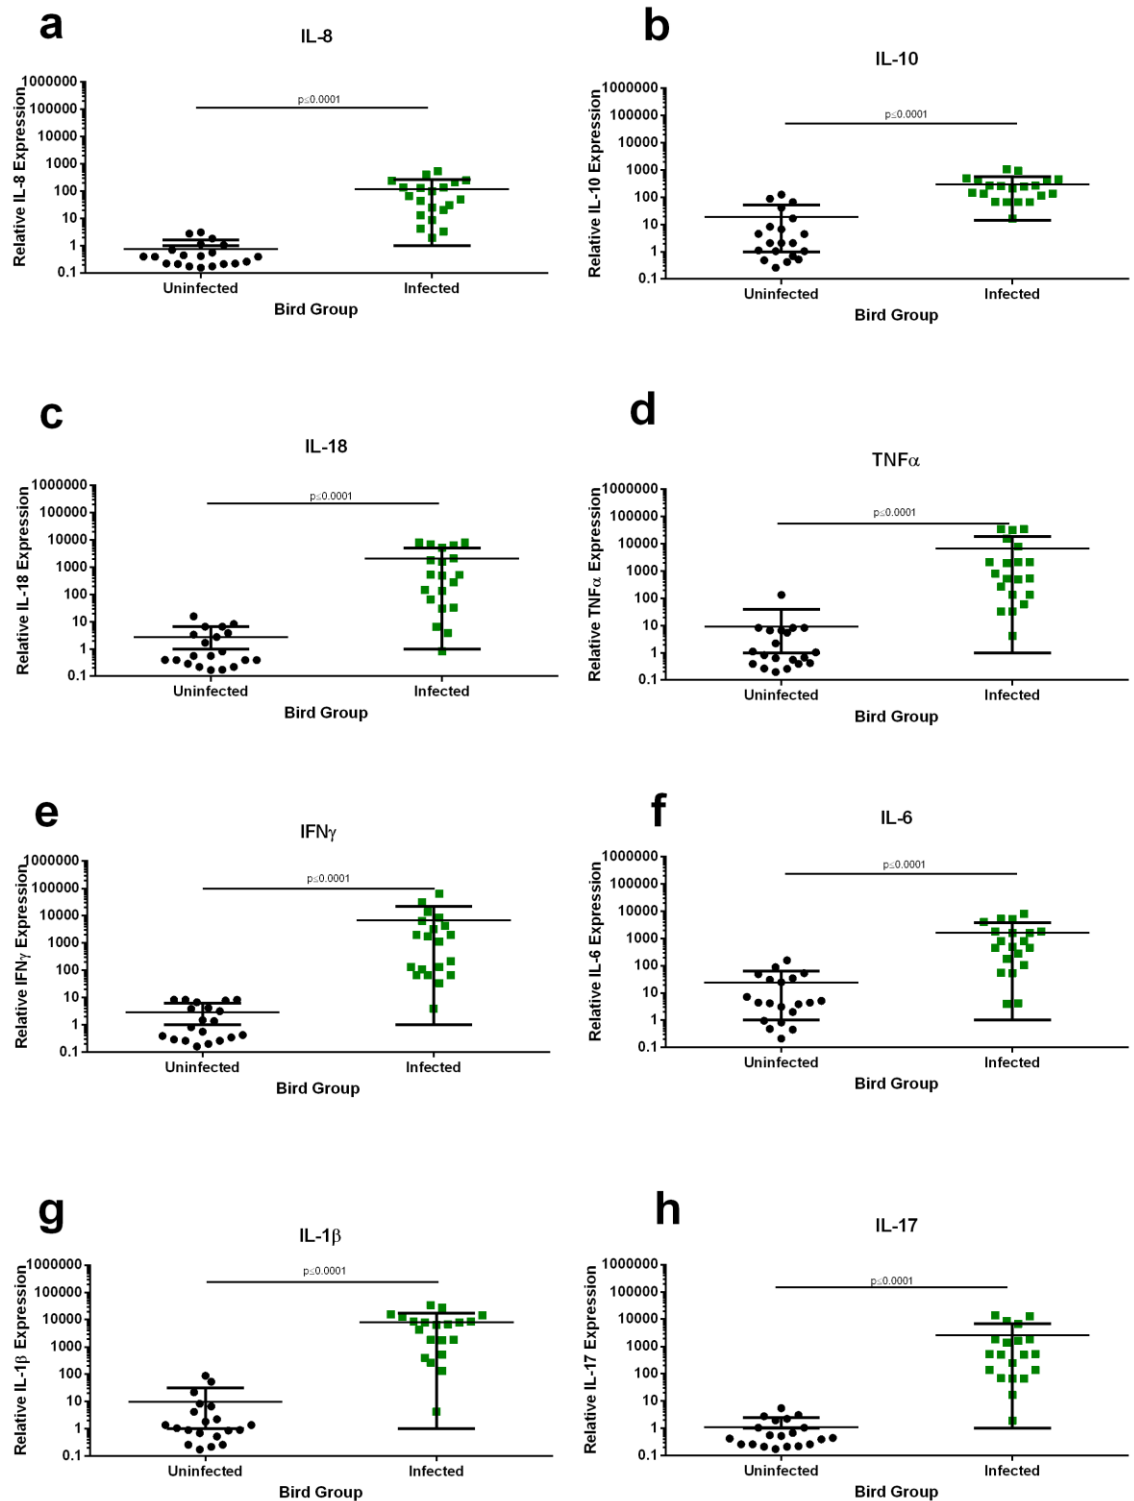 a
IL-8
Relative IL-8 Expression
1000000
100000
10000
1000
100
10
1
0.1
p≤0.0001
Uninfected
Infected
Bird Group
b
IL-10
Relative IL-10 Expression
1000000
100000
10000
1000
100
10
1
0.1
p≤0.0001
Uninfected
Infected
Bird Group
c
IL-18
Relative IL-18 Expression
1000000
100000
10000
1000
100
10
1
0.1
p≤0.0001
Uninfected
Infected
Bird Group
d
TNFα
Relative TNFα Expression
1000000
100000
10000
1000
100
10
1
0.1
p≤0.0001
Uninfected
Infected
Bird Group
e
IFNγ
Relative IFNγ Expression
1000000
100000
10000
1000
100
10
1
0.1
p≤0.0001
Uninfected
Infected
Bird Group
f
IL-6
Relative IL-6 Expression
1000000
100000
10000
1000
100
10
1
0.1
p≤0.0001
Uninfected
Infected
Bird Group
g
IL-1β
Relative IL-1β Expression
1000000
100000
10000
1000
100
10
1
0.1
p≤0.0001
Uninfected
Infected
Bird Group
h
IL-17
Relative IL-17 Expression
1000000
100000
10000
1000
100
10
1
0.1
p≤0.0001
Uninfected
Infected
Bird Group